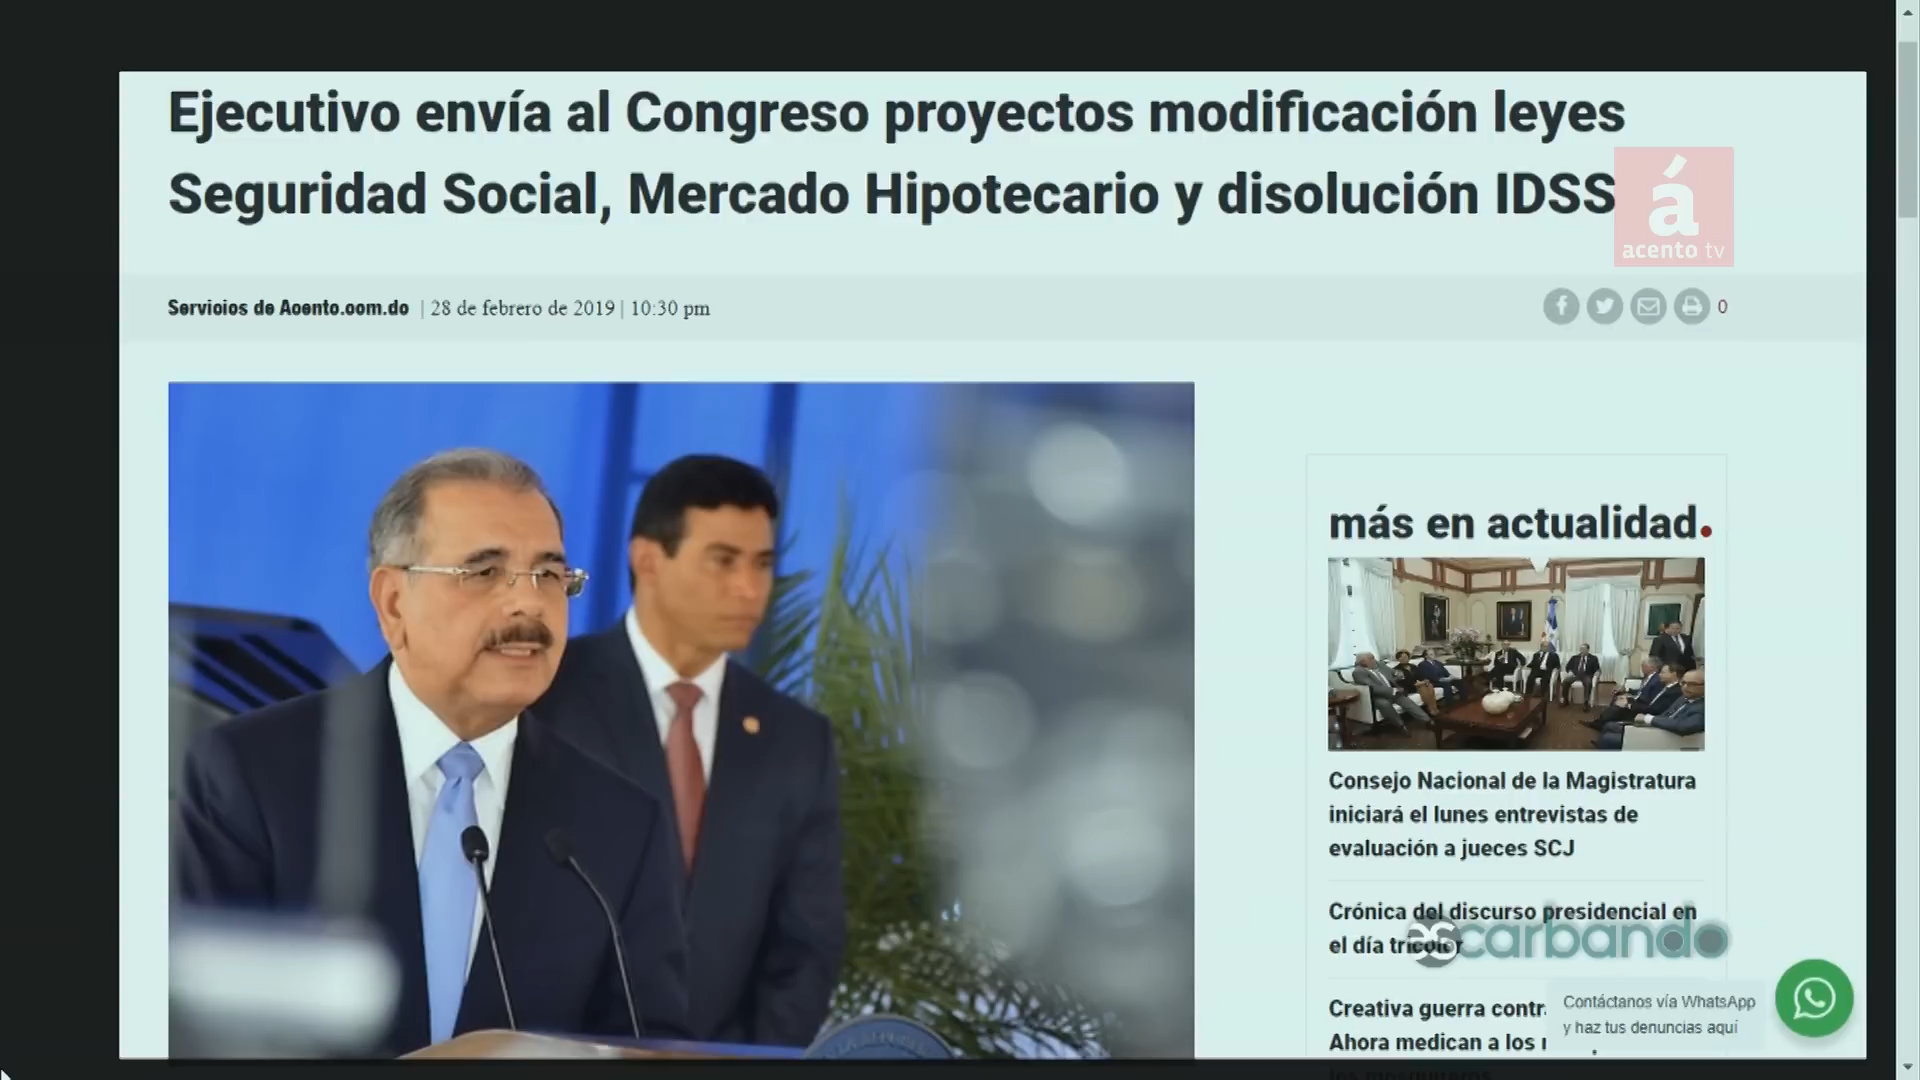 Ejecutivo envía al Congreso proyectos modificación leyes
Seguridad Social, Mercado Hipotecario y disolución IDSS
á
acento tv
Servicios de Acento.com.do | 28 de febrero de 2019 | 10:30 pm
0
más en actualidad.
Consejo Nacional de la Magistratura
iniciará el lunes entrevistas de
evaluación a jueces SCJ
Crónica del discurso presidencial en
el día tricolor
escarbando
Creativa guerra contr
Ahora medican a los
Contáctanos vía WhatsApp
y haz tus denuncias aquí
los mosquiteros